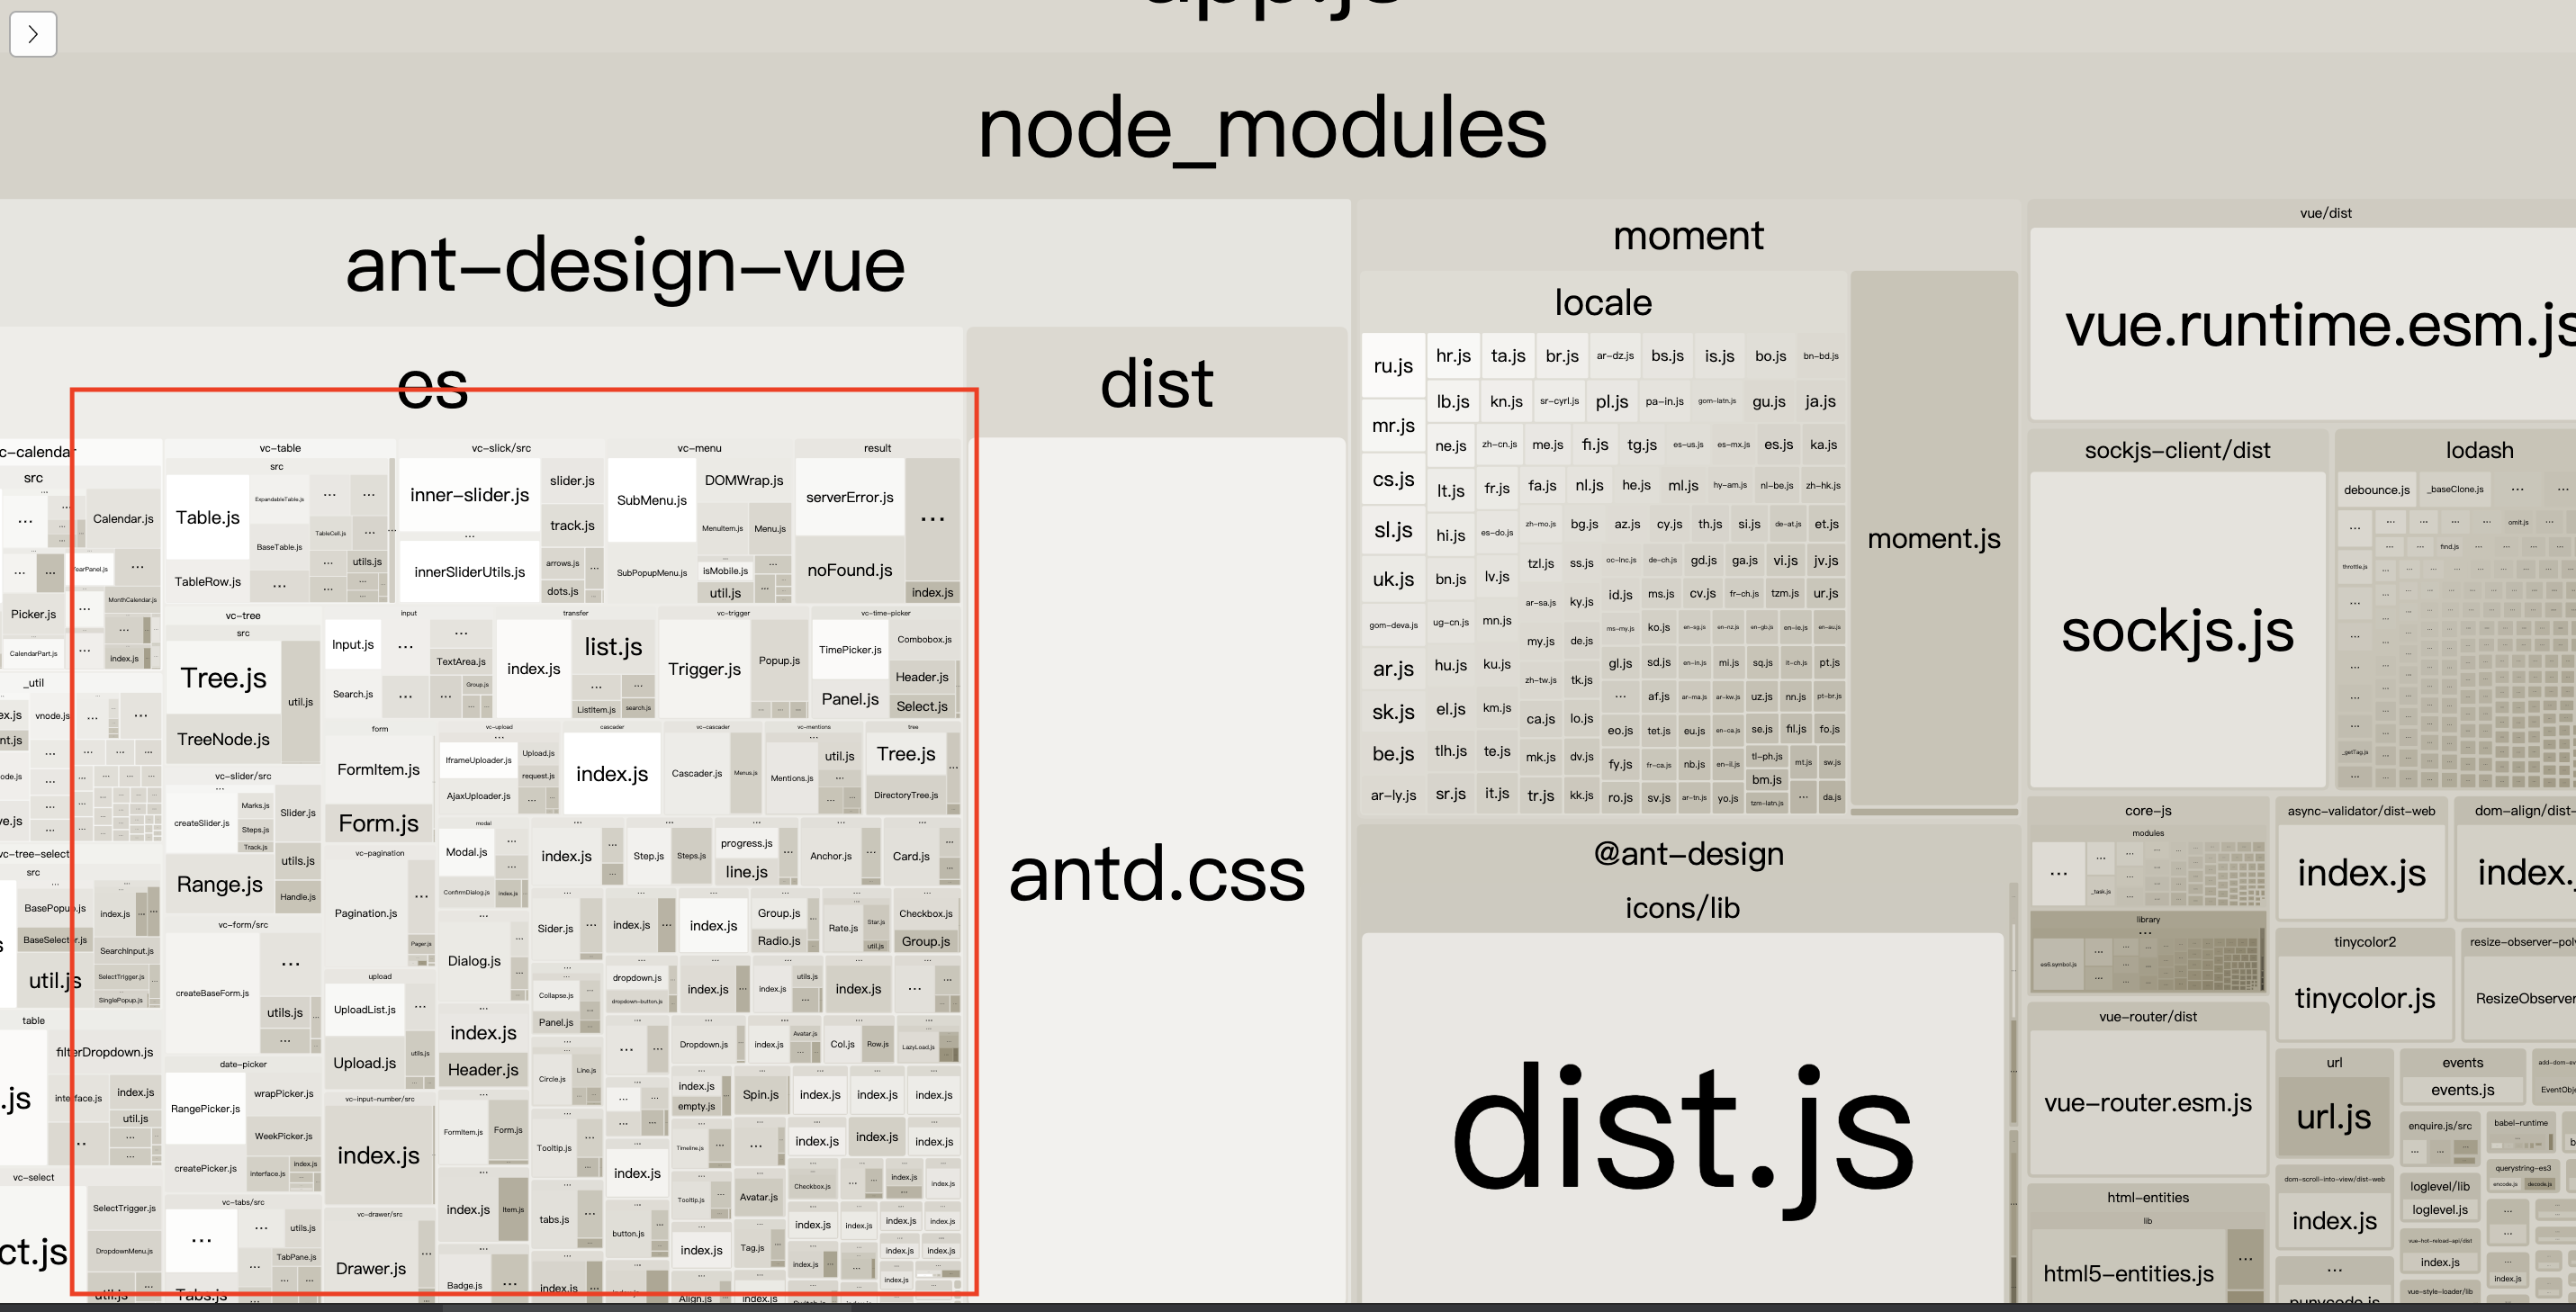 app.js
node_modules
ant-design-vue
es
dist
antd.css
vc-table
src
Table.js
ExpandableTable.js
BaseTable.js
TableCell.js
utils.js
TableRow.js
vc-slick/src
inner-slider.js
innerSliderUtils.js
slider.js
track.js
arrows.js
dots.js
vc-menu
SubMenu.js
SubPopupMenu.js
DOMWrap.js
MenuItem.js
Menu.js
isMobile.js
util.js
result
serverError.js
noFound.js
index.js
src
Calendar.js
Picker.js
MonthCalendar.js
CalendarPart.js
index.js
_util
vnode.js
vc-tree
src
Tree.js
TreeNode.js
util.js
input
Input.js
TextArea.js
Search.js
Group.js
transfer
index.js
list.js
ListItem.js
search.js
vc-trigger
Trigger.js
Popup.js
vc-time-picker
TimePicker.js
Panel.js
Combobox.js
Header.js
Select.js
form
FormItem.js
Form.js
vc-upload
IframeUploader.js
AjaxUploader.js
Upload.js
request.js
cascader
index.js
vc-cascader
Cascader.js
Menus.js
vc-mentions
Mentions.js
util.js
tree
Tree.js
DirectoryTree.js
vc-slider/src
createSlider.js
Marks.js
Steps.js
Track.js
Slider.js
utils.js
Range.js
Handle.js
modal
Modal.js
ConfirmDialog.js
index.js
index.js
Step.js
Steps.js
progress.js
line.js
Anchor.js
Card.js
vc-pagination
Pagination.js
Pager.js
src
index.js
SearchInput.js
SelectTrigger.js
SinglePopup.js
util.js
vc-form/src
createBaseForm.js
utils.js
Dialog.js
Sider.js
index.js
index.js
Group.js
Radio.js
Rate.js
Star.js
util.js
Checkbox.js
Group.js
Collapse.js
Panel.js
dropdown.js
dropdown-button.js
index.js
index.js
utils.js
index.js
upload
UploadList.js
Upload.js
utils.js
index.js
Header.js
table
filterDropdown.js
index.js
util.js
date-picker
RangePicker.js
createPicker.js
wrapPicker.js
WeekPicker.js
interface.js
index.js
Circle.js
Line.js
Dropdown.js
index.js
Avatar.js
Col.js
Row.js
LazyLoad.js
index.js
empty.js
Spin.js
index.js
index.js
index.js
vc-input-number/src
index.js
FormItem.js
Form.js
Tooltip.js
Timeline.js
index.js
index.js
index.js
index.js
Tooltip.js
Avatar.js
Checkbox.js
index.js
index.js
vc-select
SelectTrigger.js
DropdownMenu.js
util.js
vc-tabs/src
utils.js
TabPane.js
Tabs.js
vc-drawer/src
Drawer.js
index.js
Item.js
Badge.js
tabs.js
index.js
button.js
index.js
Tag.js
Align.js
index.js
index.js
index.js
index.js
index.js
index.js
index.js
index.js
index.js
index.js
moment
locale
ru.js hr.js ta.js br.js ar-dz.js bs.js is.js bo.js bn-bd.js
mr.js lb.js kn.js sr-cyrl.js pl.js pa-in.js gom-latn.js gu.js ja.js
cs.js ne.js zh-cn.js me.js fi.js tg.js es-us.js es-mx.js es.js ka.js
sl.js lt.js fr.js fa.js nl.js he.js ml.js hy-am.js nl-be.js zh-hk.js
uk.js hi.js es-do.js zh-mo.js bg.js az.js cy.js th.js si.js de-at.js et.js
gom-deva.js bn.js lv.js tzl.js ss.js oc-lnc.js de-ch.js gd.js ga.js vi.js jv.js
ar.js ug-cn.js mn.js ar-sa.js ky.js id.js ms.js cv.js fr-ch.js tzm.js ur.js
sk.js hu.js ku.js my.js de.js ms-my.js ko.js en-sg.js en-nz.js en-gb.js en-ie.js en-au.js
be.js el.js km.js zh-tw.js tk.js gl.js sd.js en-in.js mi.js sq.js it-ch.js pt.js
ar-ly.js tlh.js te.js ca.js lo.js af.js ar-ma.js ar-kw.js uz.js nn.js pt-br.js
sr.js it.js mk.js dv.js eo.js tet.js eu.js en-ca.js se.js fil.js fo.js
tr.js kk.js fy.js fr-ca.js nb.js en-il.js tl-ph.js bm.js mt.js sw.js
ro.js sv.js ar-tn.js yo.js tzm-latn.js da.js
moment.js
@ant-design
icons/lib
dist.js
vue/dist
vue.runtime.esm.js
sockjs-client/dist
sockjs.js
lodash
debounce.js
_baseClone.js
omit.js
find.js
throttle.js
_getTag.js
core-js
modules
_task.js
library
es6.symbol.js
async-validator/dist-web
index.js
dom-align/dist-
index.
tinycolor2
tinycolor.js
resize-observer-pol
ResizeObserver
vue-router/dist
vue-router.esm.js
url
url.js
events
events.js
add-dom-ev
EventObje
enquire.js/src
babel-runtime
querystring-es3
encode.js
decode.js
html-entities
lib
html5-entities.js
dom-scroll-into-view/dist-web
index.js
loglevel/lib
loglevel.js
vue-hot-reload-api/dist
index.js
index.js
punycode.js
vue-style-loader/lib